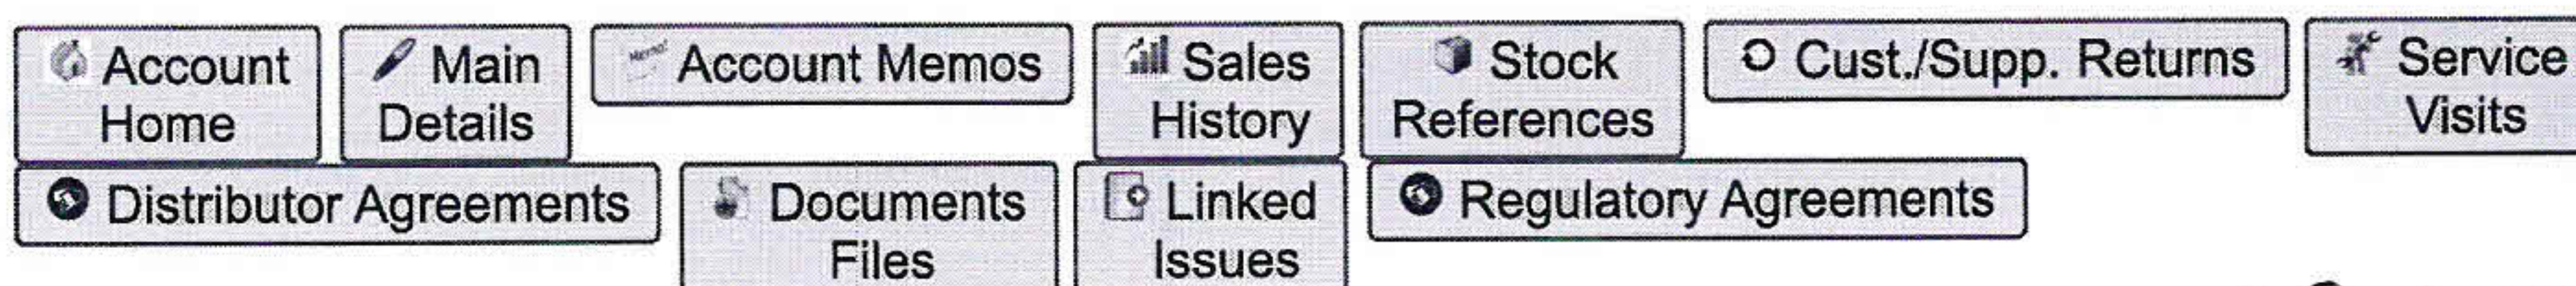 Account Home
Main Details
Memo! Account Memos
Sales History
Stock References
Cust./Supp. Returns
Service Visits
Distributor Agreements
Documents Files
Linked Issues
Regulatory Agreements